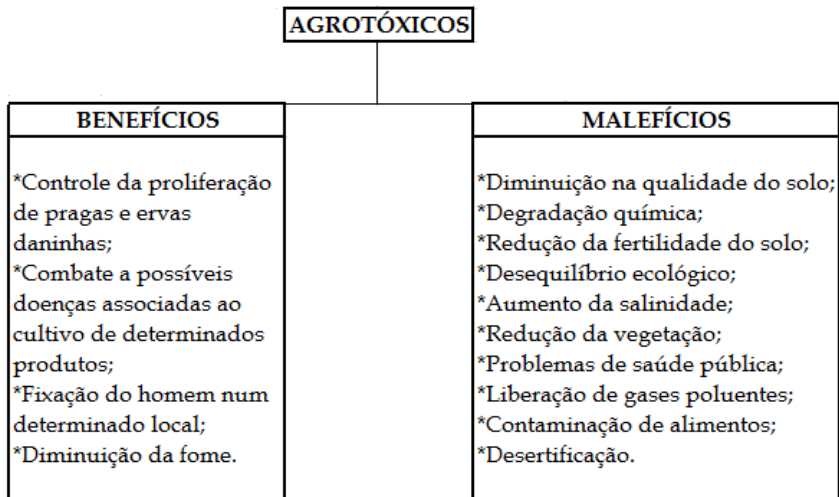 AGROTÓXICOS
BENEFÍCIOS
*Controle da proliferação
de pragas e ervas
daninhas;
*Combate a possíveis
doenças associadas ao
cultivo de determinados
produtos;
*Fixação do homem num
determinado local;
*Diminuição da fome.
MALEFÍCIOS
*Diminuição na qualidade do solo;
*Degradação química;
*Redução da fertilidade do solo;
*Desequilíbrio ecológico;
*Aumento da salinidade;
*Redução da vegetação;
*Problemas de saúde pública;
*Liberação de gases poluentes;
*Contaminação de alimentos;
*Desertificação.